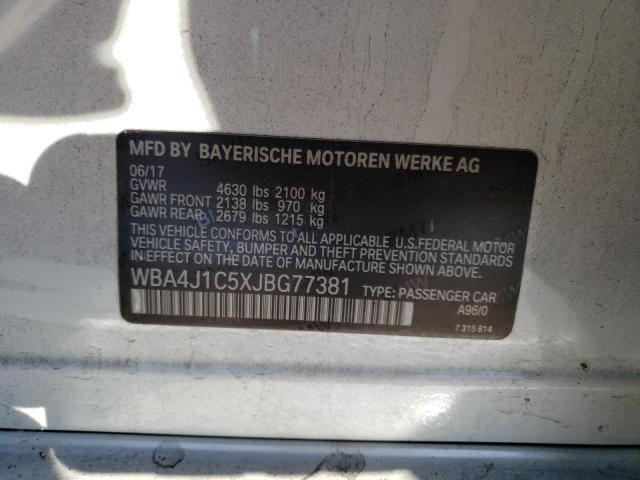 MFD BY BAYERISCHE MOTOREN WERKE AG
06/17
GVWR 4630 lbs 2100 kg
GAWR FRONT 2138 lbs 970 kg
GAWR REAR 2679 lbs 1215 kg
THIS VEHICLE CONFORMS TO ALL APPLICABLE U.S.FEDERAL MOTOR
VEHICLE SAFETY, BUMPER AND THEFT PREVENTION STANDARDS
IN EFFECT ON THE DATE OF MANUFACTURE SHOWN ABOVE.
WBA4J1C5XJBG77381 TYPE: PASSENGER CAR
A96/0
7 315 814